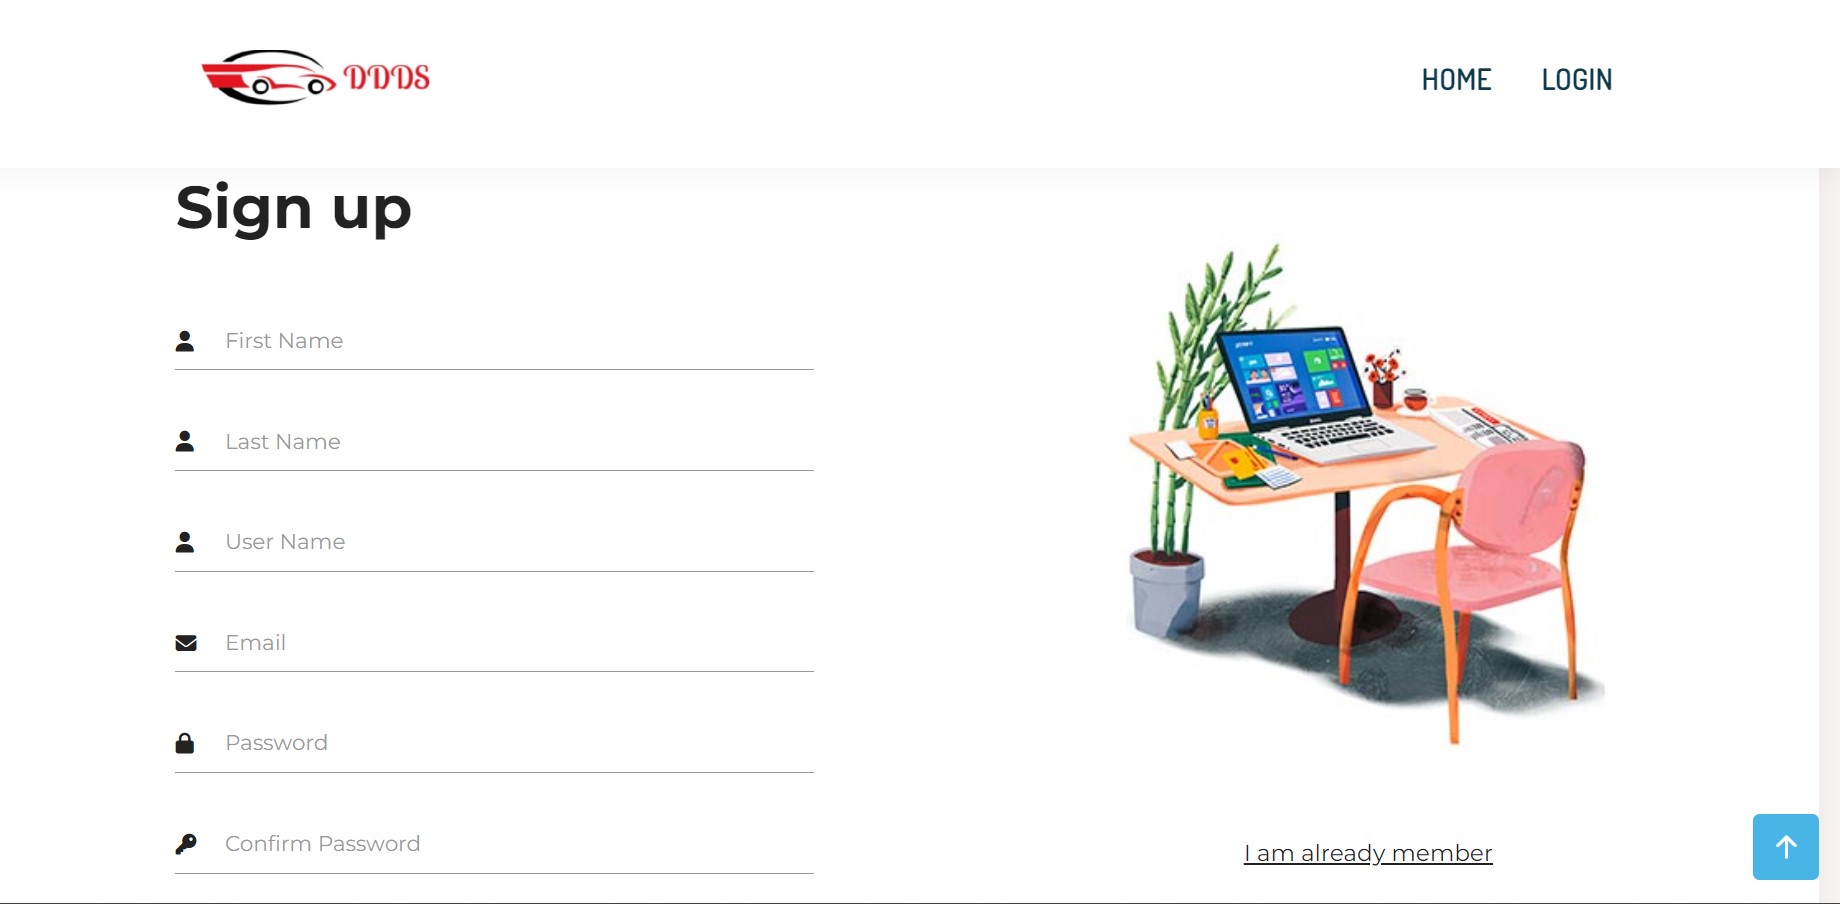 DDDS
HOME
LOGIN
Sign up
First Name
Last Name
User Name
Email
Password
Confirm Password
I am already member